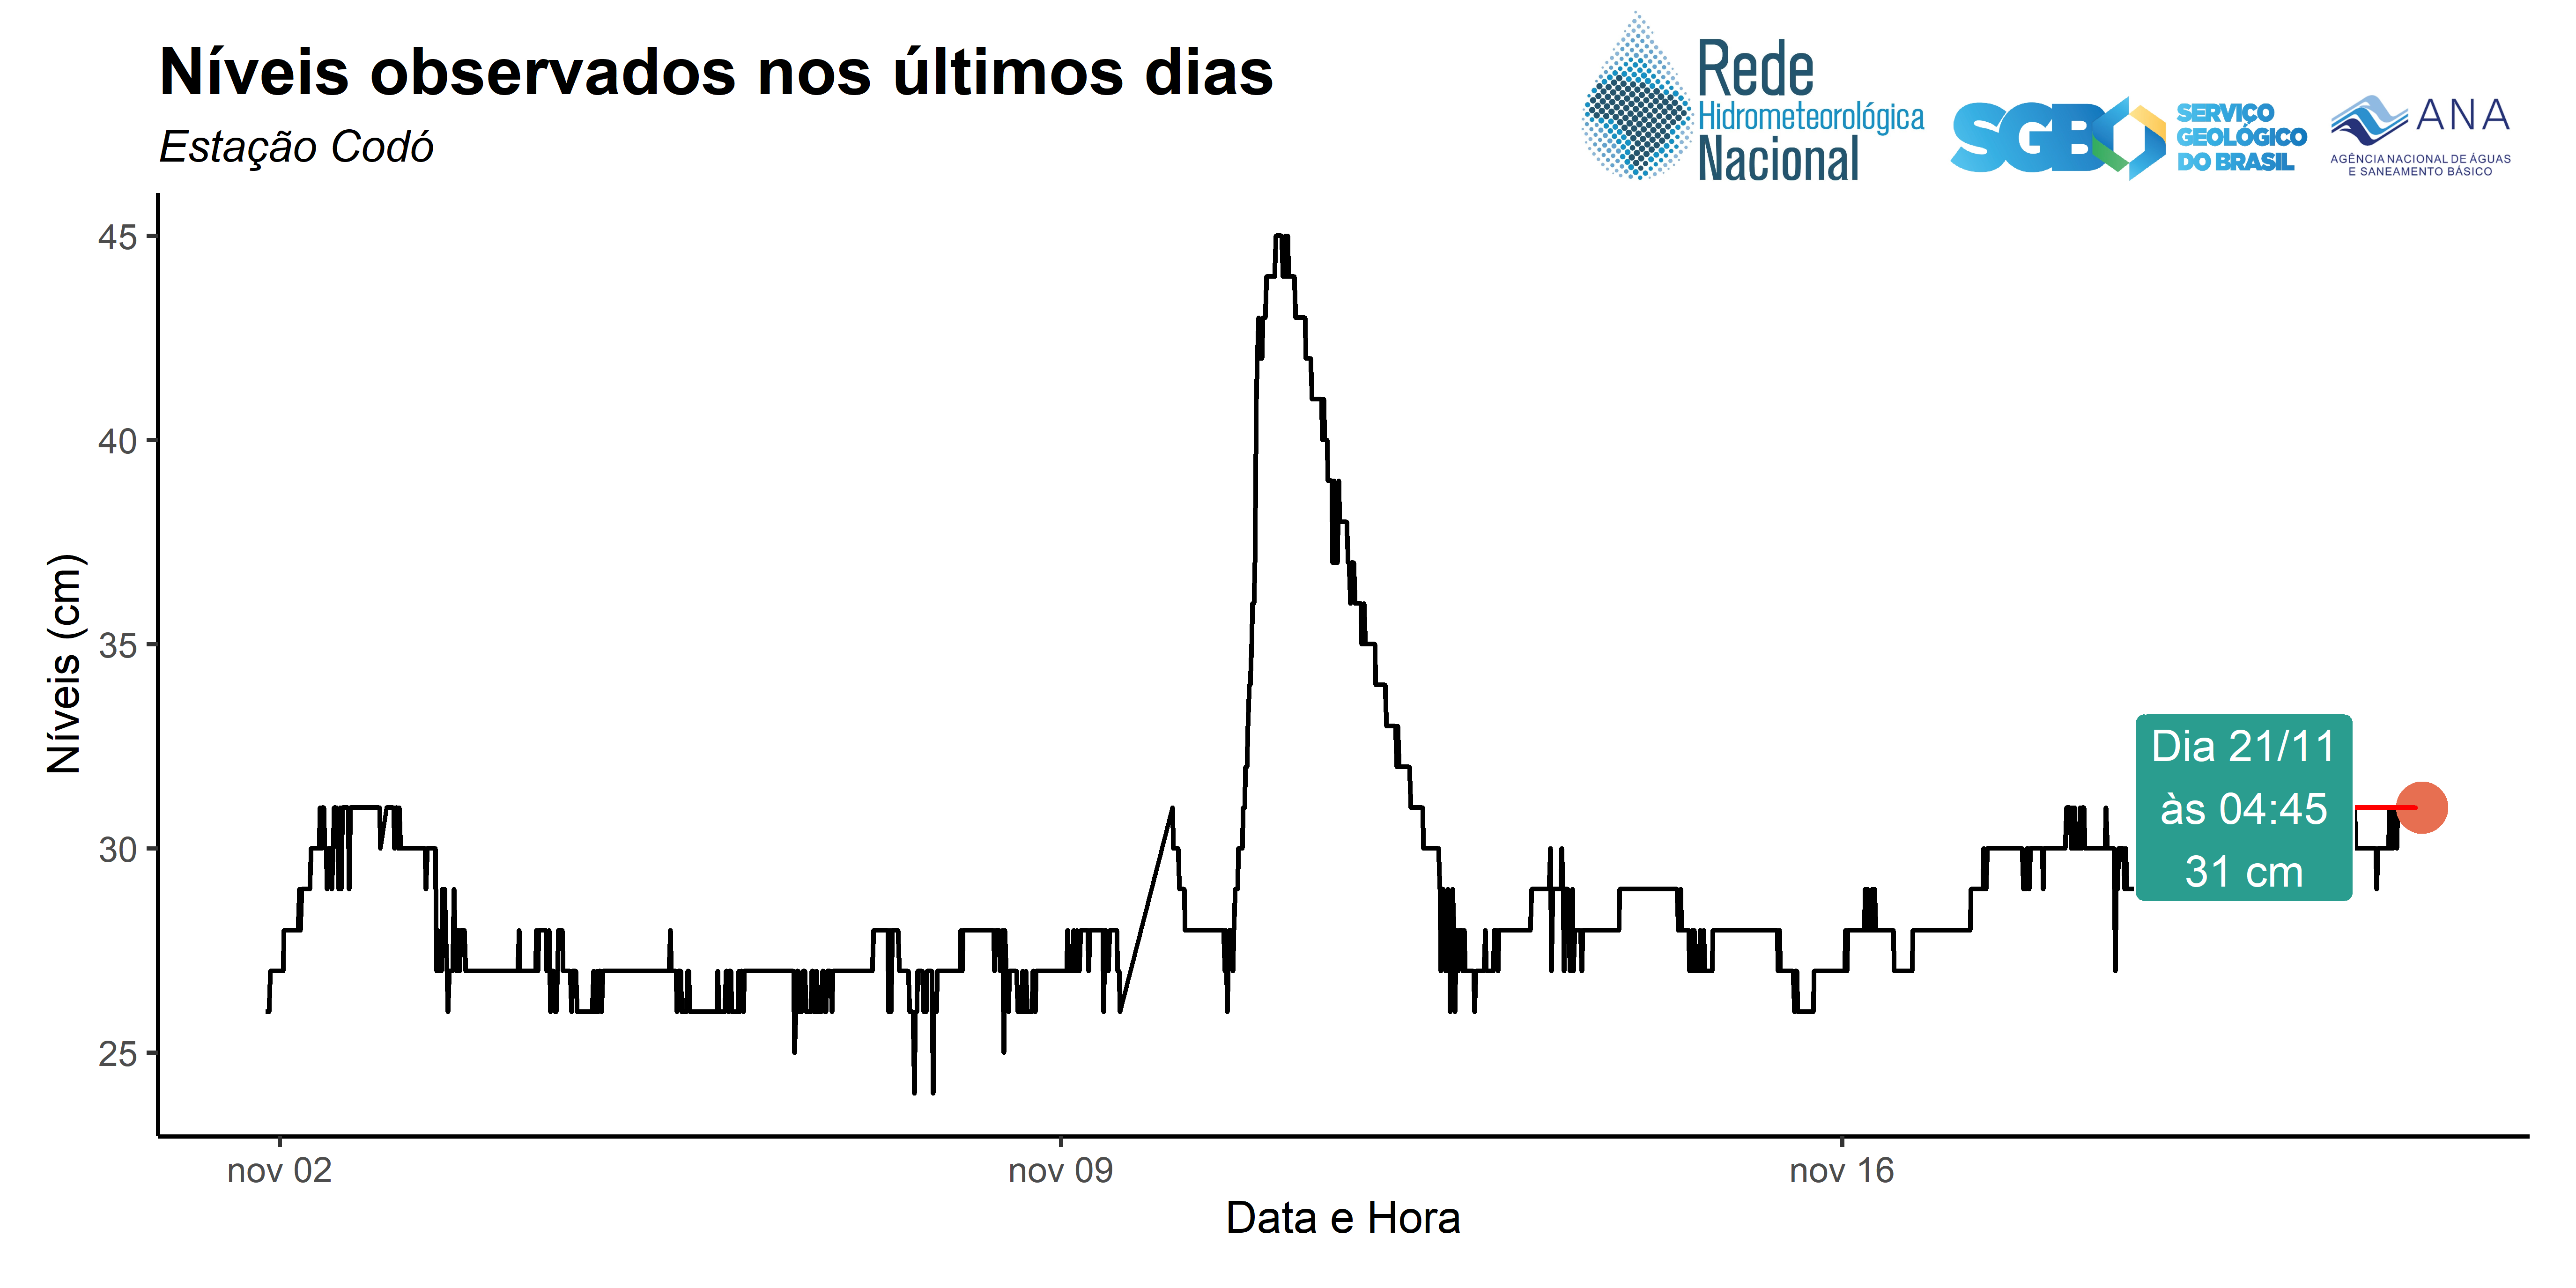 Níveis observados nos últimos dias
Estação Codó
Rede
Hidrometeorológica
Nacional
SGB
SERVIÇO
GEOLÓGICO
DO BRASIL
ANA
AGÊNCIA NACIONAL DE ÁGUAS
E SANEAMENTO BÁSICO
Níveis (cm)
45
40
35
30
25
Dia 21/11
às 04:45
31 cm
nov 02
nov 09
nov 16
Data e Hora